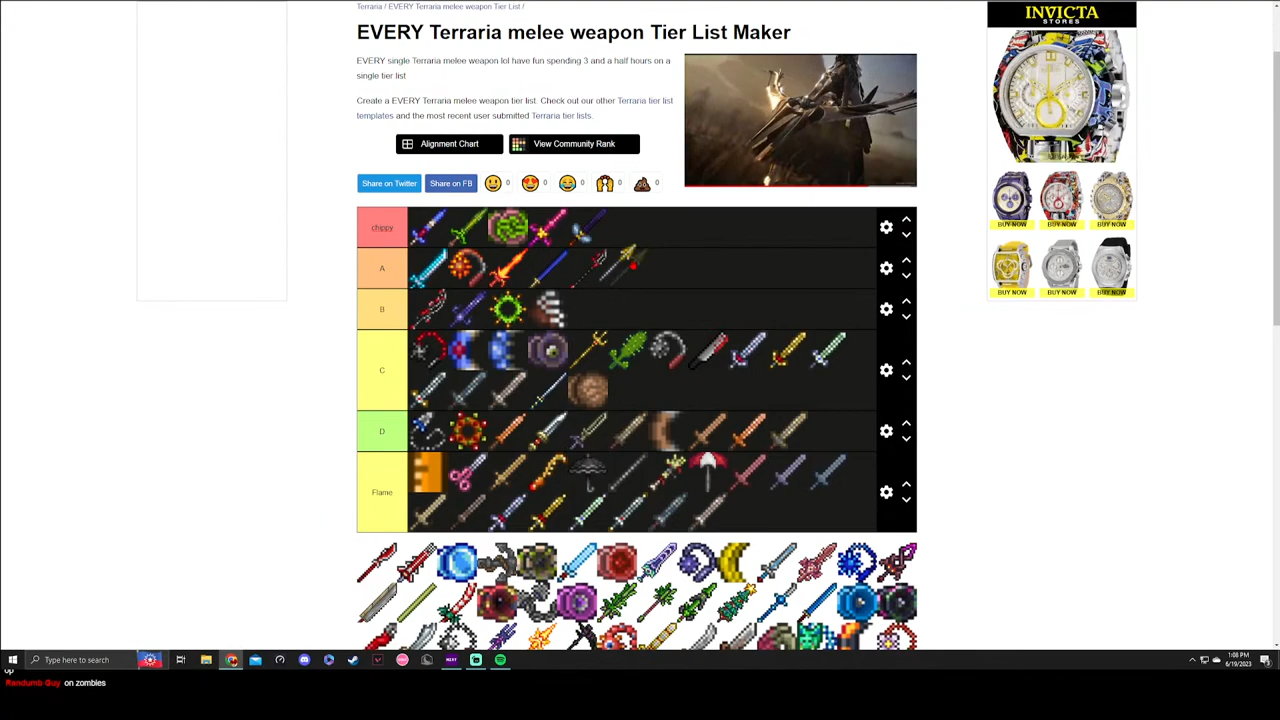 Terraria / EVERY Terraria melee weapon Tier List /
EVERY Terraria melee weapon Tier List Maker
EVERY single Terraria melee weapon lol have fun spending 3 and a half hours on a
single tier list
Create a EVERY Terraria melee weapon tier list. Check out our other Terraria tier list
templates and the most recent user submitted Terraria tier lists.
Alignment Chart
View Community Rank
Share on Twitter
Share on FB
0
0
0
0
0
chippy
A
B
C
D
Flame
INVICTA
STORES
BUY NOW
BUY NOW
BUY NOW
BUY NOW
BUY NOW
BUY NOW
Type here to search
1:08 PM
6/19/2023
op
Randumb Guy on zombies